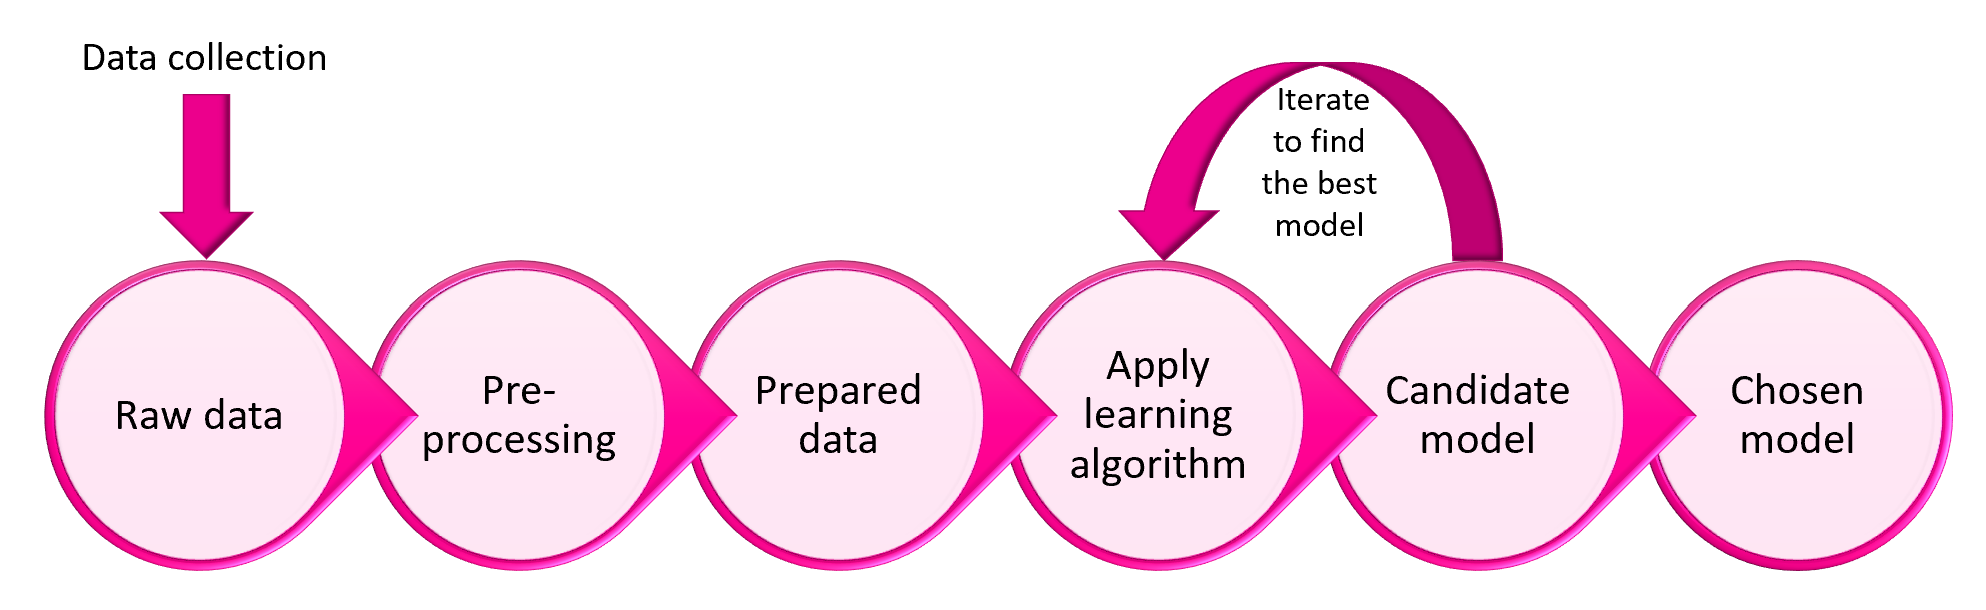 Data collection
Iterate
to find
the best
model
Raw data
Pre-
processing
Prepared
data
Apply
learning
algorithm
Candidate
model
Chosen
model